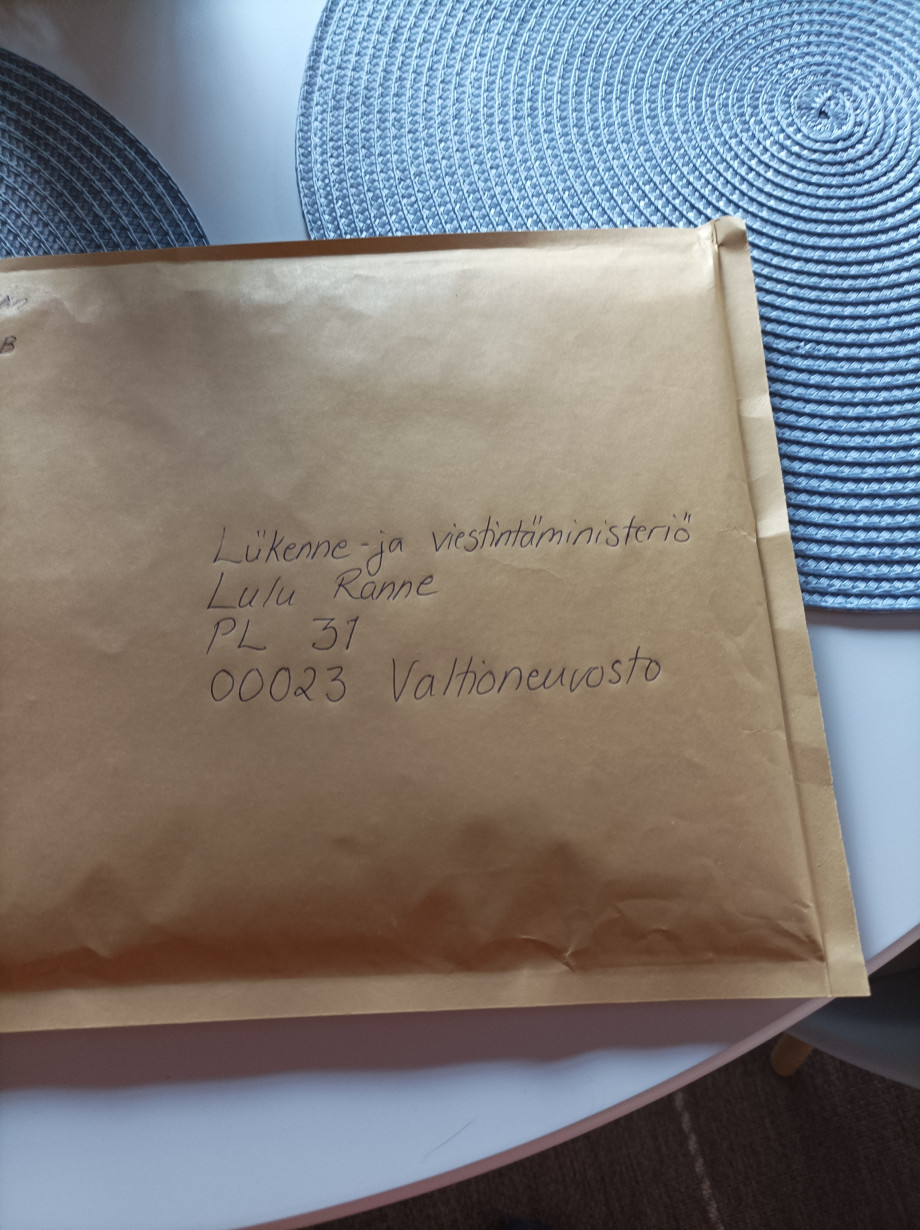 B
Liikenne-ja viestintäministeriö
Lulu Ranne
PL 31
00023 Valtioneuvosto